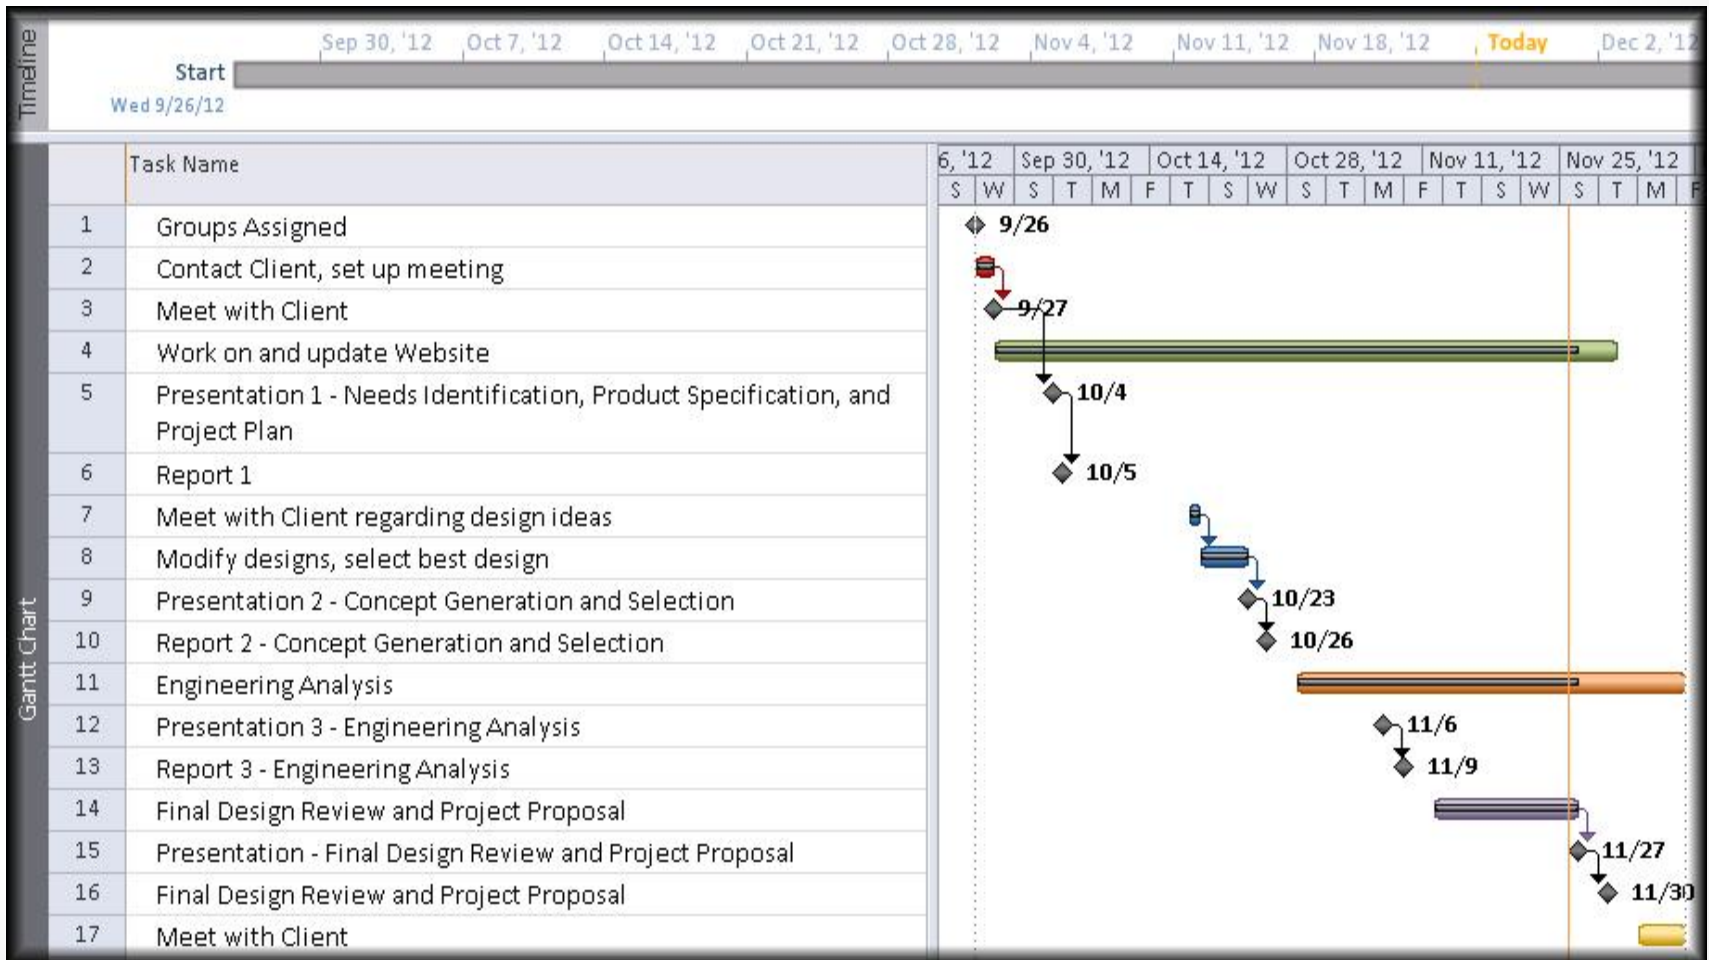 Timeline
Sep 30, '12 Oct 7, '12 Oct 14, '12 Oct 21, '12 Oct 28, '12 Nov 4, '12 Nov 11, '12 Nov 18, '12 Today Dec 2, '12
Start
Wed 9/26/12
Gantt Chart
Task Name
6, '12 Sep 30, '12 Oct 14, '12 Oct 28, '12 Nov 11, '12 Nov 25, '12
S W S T M F T S W S T M F T S W S T M F
1 Groups Assigned 9/26
2 Contact Client, set up meeting
3 Meet with Client 9/27
4 Work on and update Website
5 Presentation 1 - Needs Identification, Product Specification, and 10/4
Project Plan
6 Report 1 10/5
7 Meet with Client regarding design ideas
8 Modify designs, select best design
9 Presentation 2 - Concept Generation and Selection 10/23
10 Report 2 - Concept Generation and Selection 10/26
11 Engineering Analysis
12 Presentation 3 - Engineering Analysis 11/6
13 Report 3 - Engineering Analysis 11/9
14 Final Design Review and Project Proposal
15 Presentation - Final Design Review and Project Proposal 11/27
16 Final Design Review and Project Proposal 11/30
17 Meet with Client